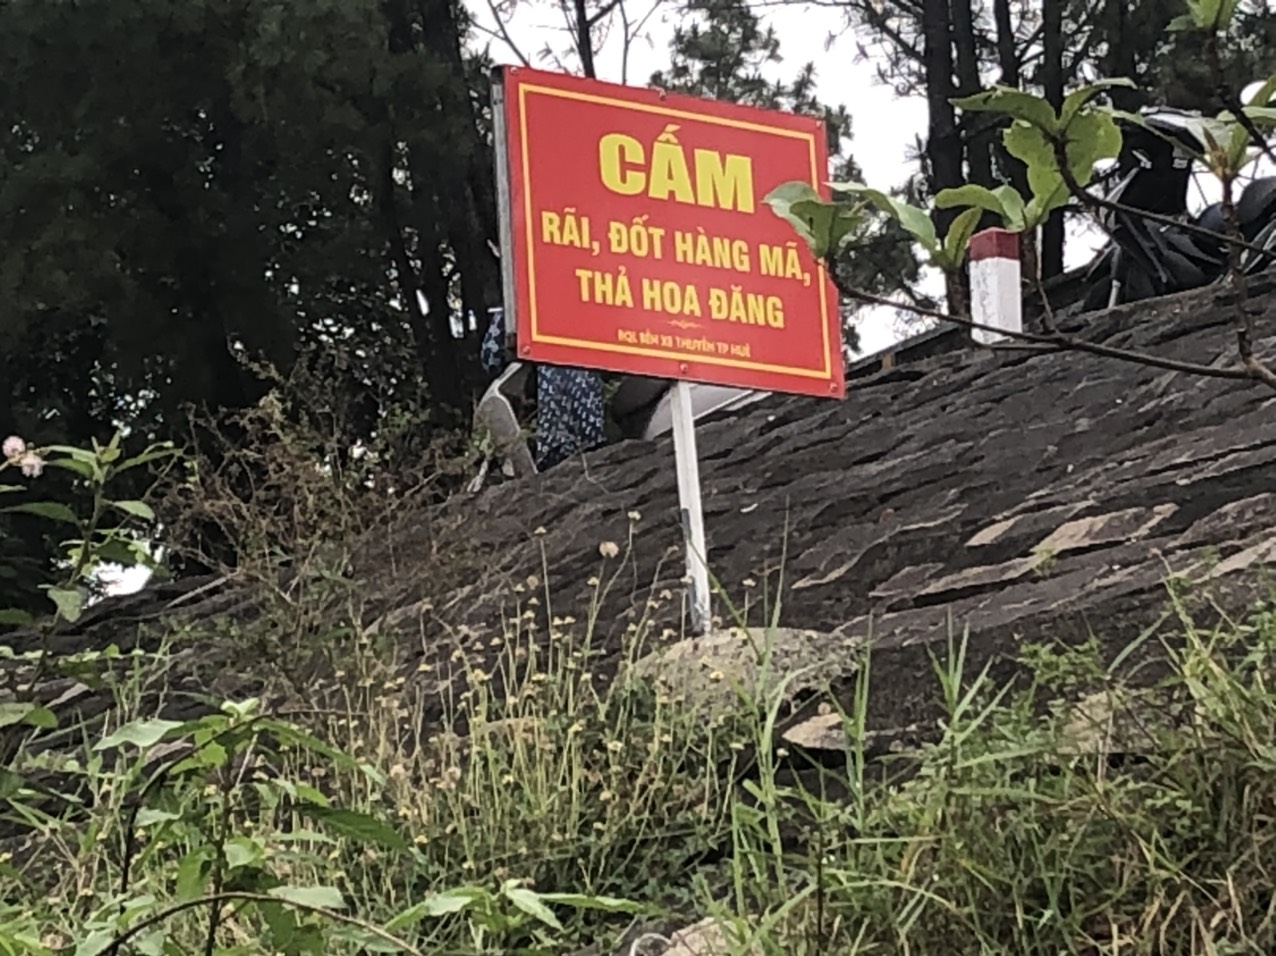 CẤM
RÃI, ĐỐT HÀNG MÃ,
THẢ HOA ĐĂNG
BQL BẾN XE THUYỀN TP HUẾ